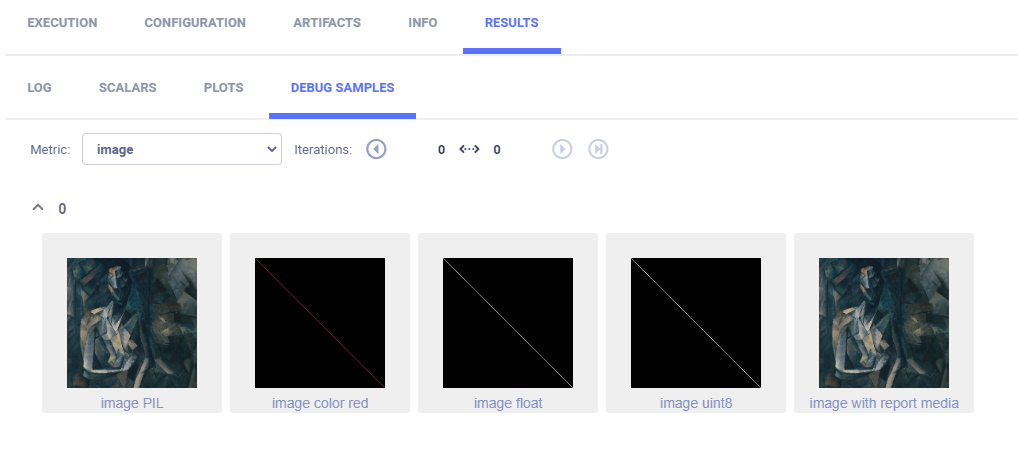 EXECUTION CONFIGURATION ARTIFACTS INFO RESULTS
LOG SCALARS PLOTS DEBUG SAMPLES
Metric: image Iterations: 0 0
0
image PIL image color red image float image uint8 image with report media